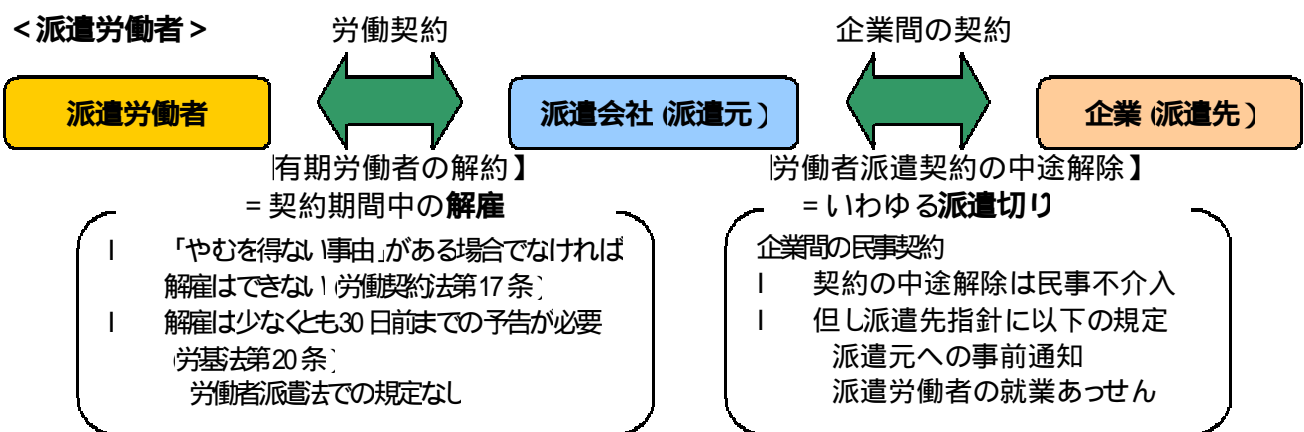 <派遣労働者> 労働契約 企業間の契約
派遣労働者 派遣会社(派遣元) 企業(派遣先)
有期労働者の解約】
=契約期間中の解雇
l 「やむを得ない事由」がある場合でなければ
解雇はできない(労働契約法第17条)
l 解雇は少なくとも30日前までの予告が必要
(労基法第20条)
労働者派遣法での規定なし
労働者派遣契約の中途解除】
=いわゆる派遣切り
企業間の民事契約
l 契約の中途解除は民事不介入
l 但し派遣先指針に以下の規定
派遣元への事前通知
派遣労働者の就業あっせん